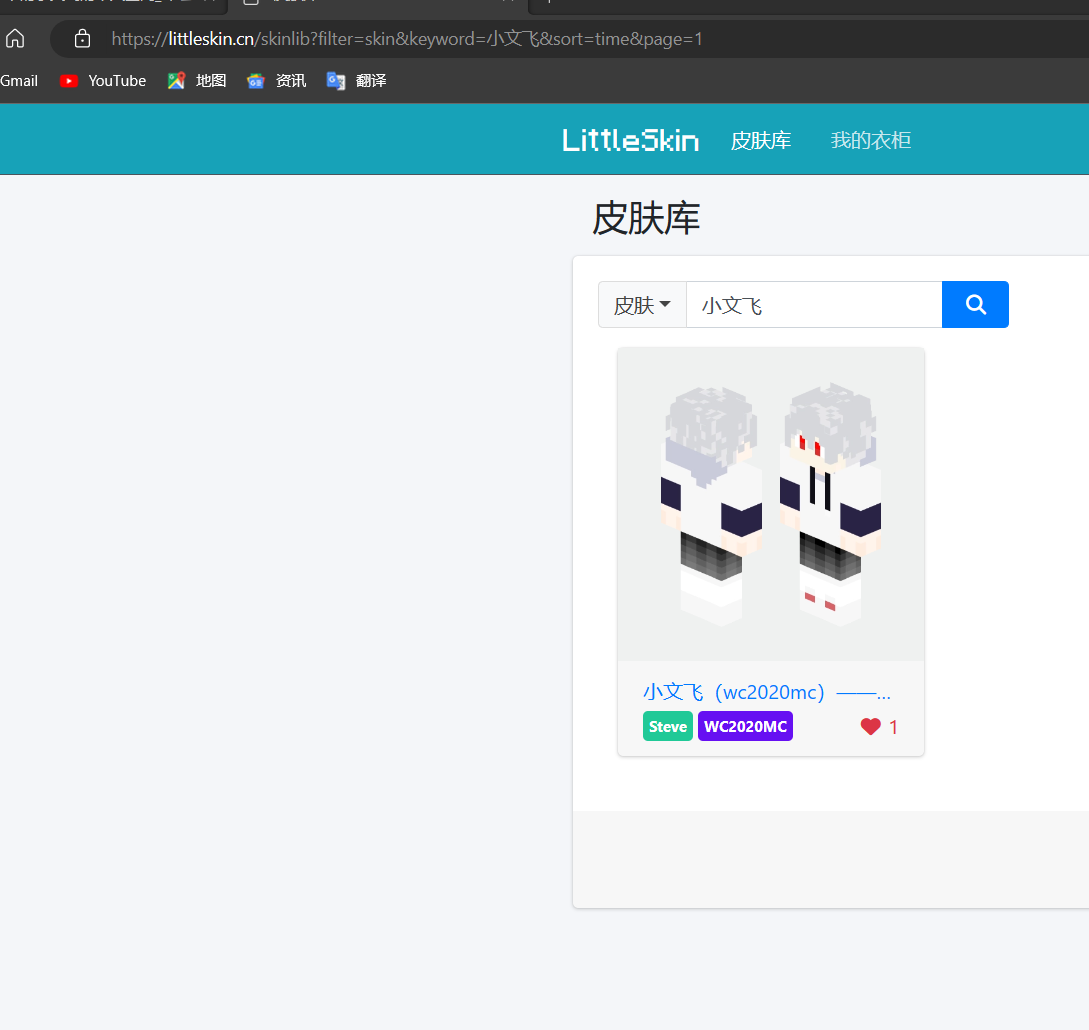 https://littleskin.cn/skinlib?filter=skin&keyword=小文飞&sort=time&page=1
Gmail YouTube 地图 资讯 翻译
LittleSkin 皮肤库 我的衣柜
皮肤库
皮肤 小文飞
小文飞（wc2020mc）——...
Steve WC2020MC 1